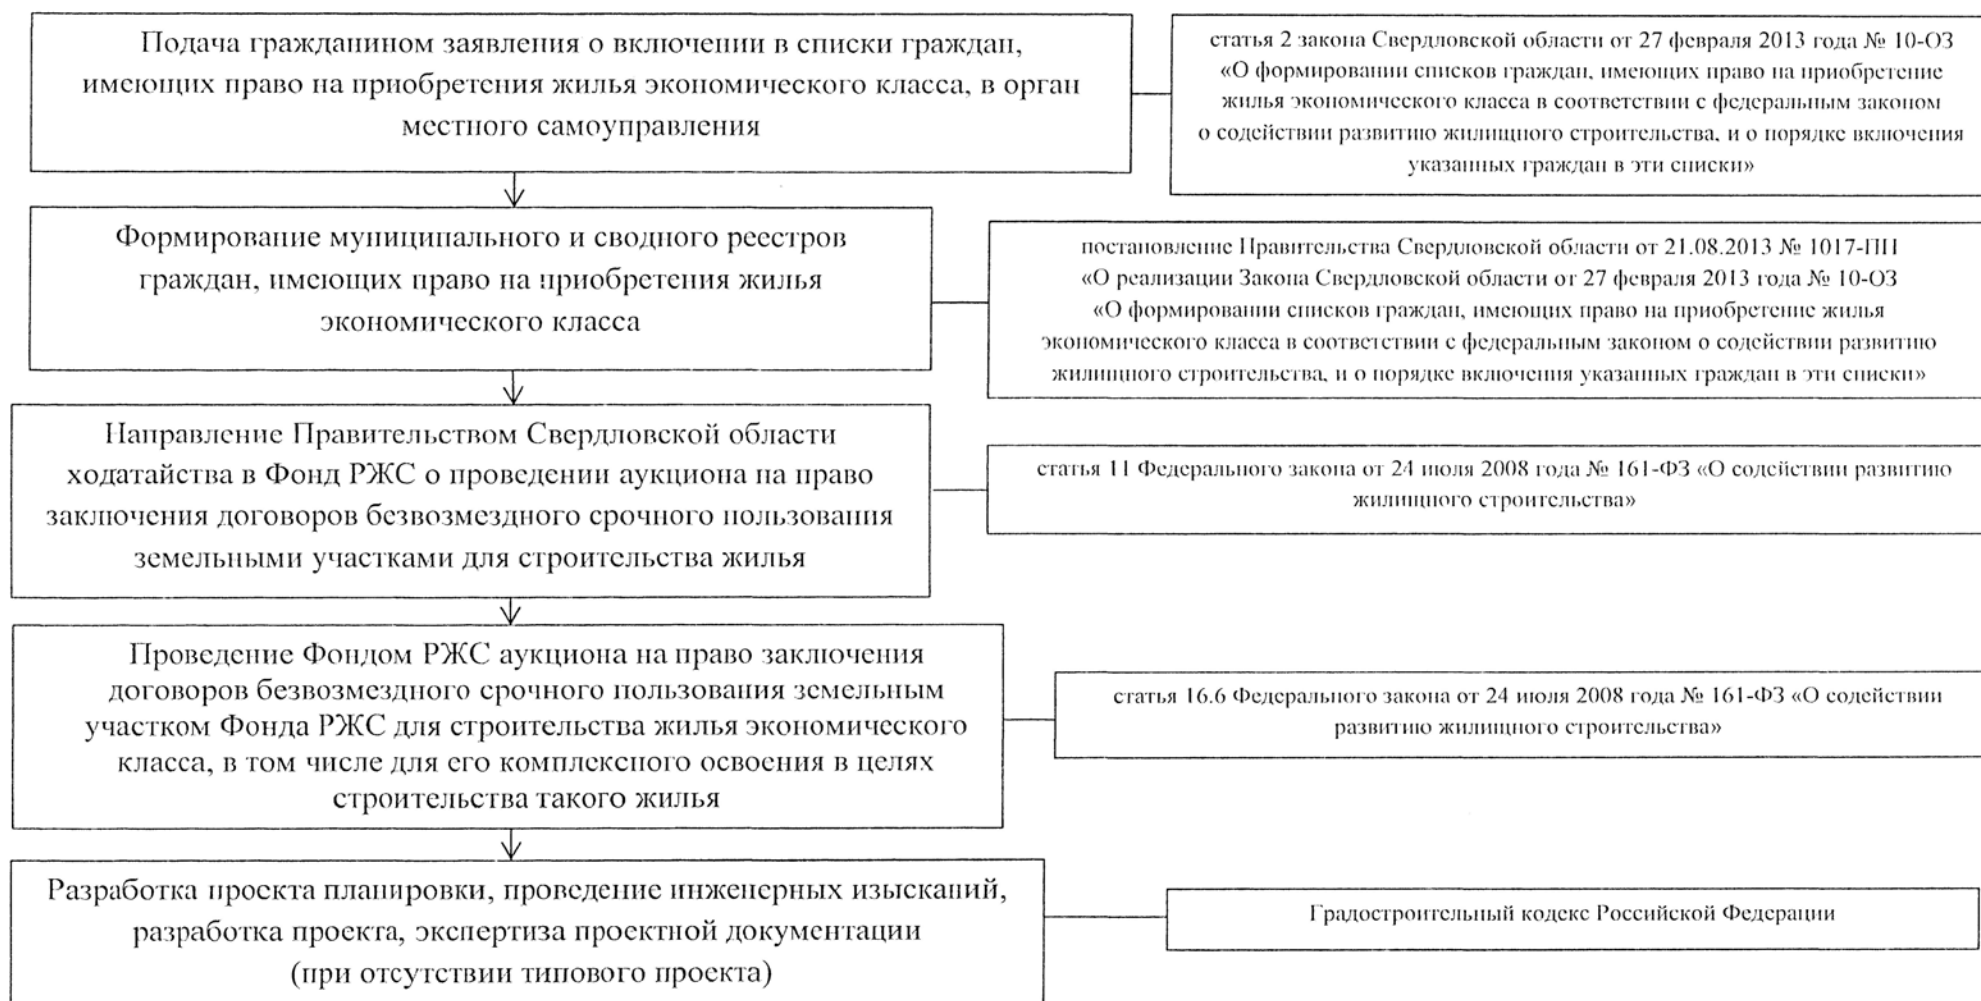 Подача гражданином заявления о включении в списки граждан,
имеющих право на приобретения жилья экономического класса, в орган
местного самоуправления
статья 2 закона Свердловской области от 27 февраля 2013 года № 10-ОЗ
«О формировании списков граждан, имеющих право на приобретение
жилья экономического класса в соответствии с федеральным законом
о содействии развитию жилищного строительства, и о порядке включения
указанных граждан в эти списки»
Формирование муниципального и сводного реестров
граждан, имеющих право на приобретения жилья
экономического класса
постановление Правительства Свердловской области от 21.08.2013 № 1017-ПП
«О реализации Закона Свердловской области от 27 февраля 2013 года № 10-ОЗ
«О формировании списков граждан, имеющих право на приобретение жилья
экономического класса в соответствии с федеральным законом о содействии развитию
жилищного строительства, и о порядке включения указанных граждан в эти списки»
Направление Правительством Свердловской области
ходатайства в Фонд РЖС о проведении аукциона на право
заключения договоров безвозмездного срочного пользования
земельными участками для строительства жилья
статья 11 Федерального закона от 24 июля 2008 года № 161-ФЗ «О содействии развитию
жилищного строительства»
Проведение Фондом РЖС аукциона на право заключения
договоров безвозмездного срочного пользования земельным
участком Фонда РЖС для строительства жилья экономического
класса, в том числе для его комплексного освоения в целях
строительства такого жилья
статья 16.6 Федерального закона от 24 июля 2008 года № 161-ФЗ «О содействии
развитию жилищного строительства»
Разработка проекта планировки, проведение инженерных изысканий,
разработка проекта, экспертиза проектной документации
(при отсутствии типового проекта)
Градостроительный кодекс Российской Федерации